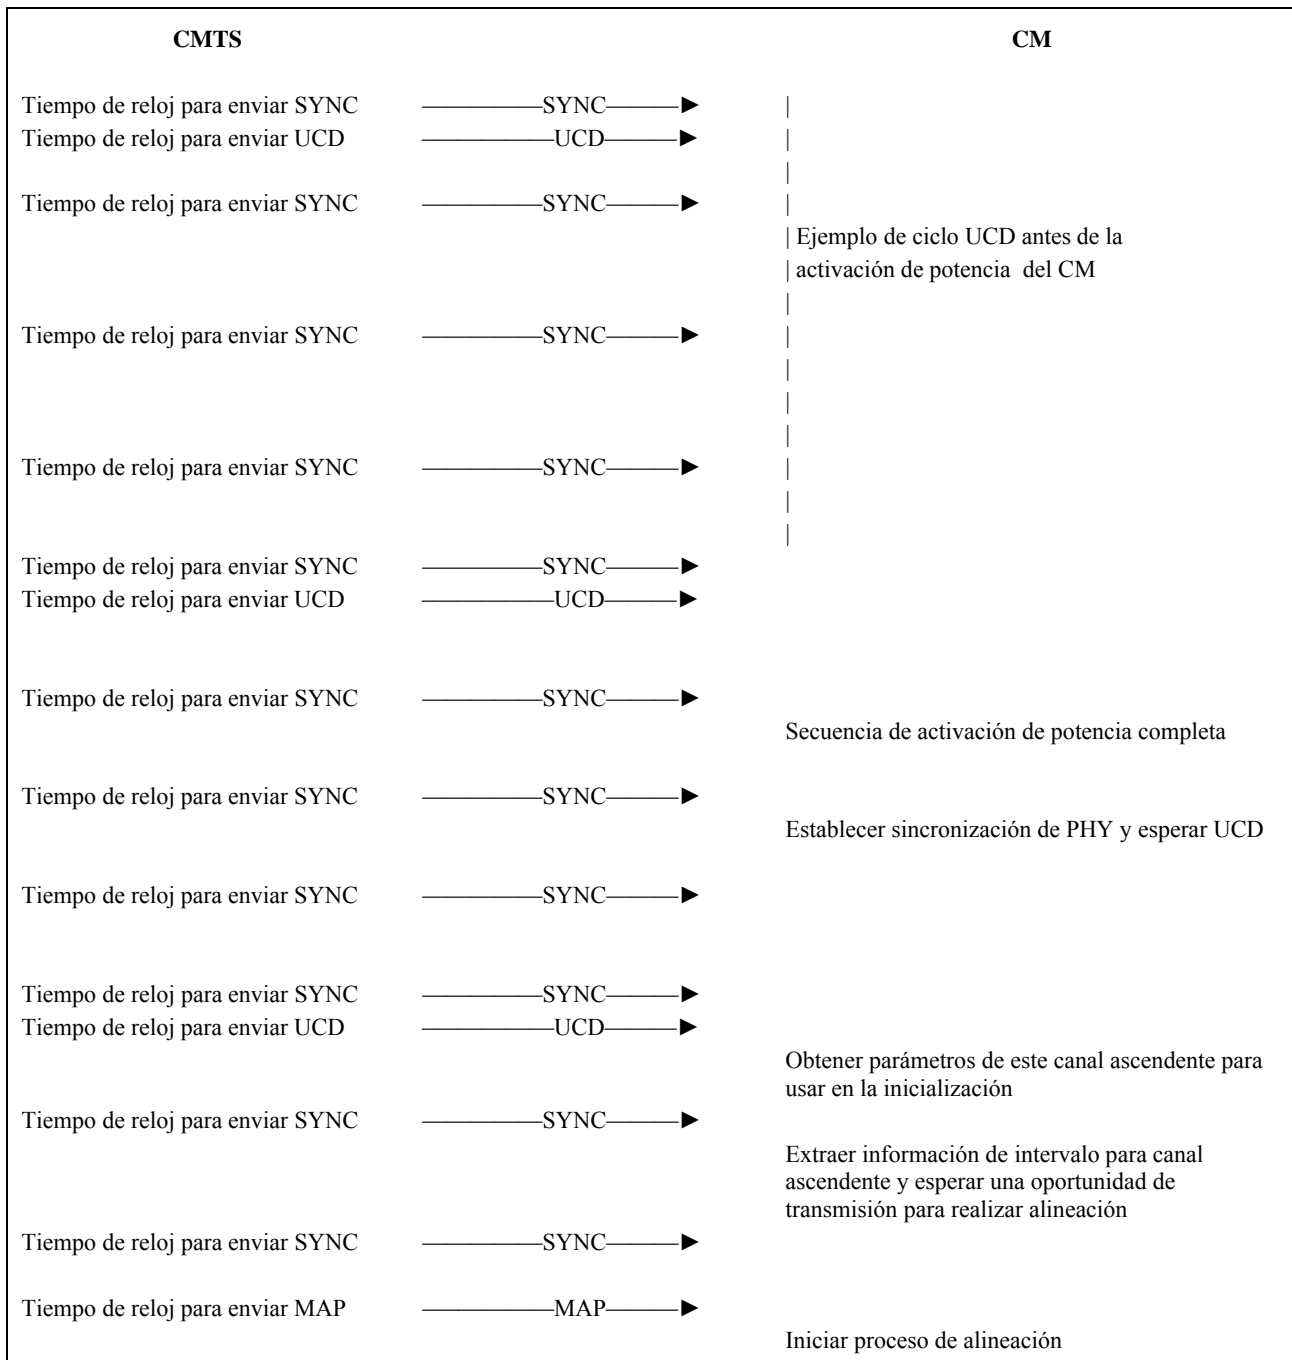 CMTS CM
Tiempo de reloj para enviar SYNC SYNC |
Tiempo de reloj para enviar UCD UCD |
|
Tiempo de reloj para enviar SYNC SYNC |
| Ejemplo de ciclo UCD antes de la
| activación de potencia del CM
|
Tiempo de reloj para enviar SYNC SYNC |
|
|
|
Tiempo de reloj para enviar SYNC SYNC |
|
|
Tiempo de reloj para enviar SYNC SYNC
Tiempo de reloj para enviar UCD UCD
Tiempo de reloj para enviar SYNC SYNC
Secuencia de activación de potencia completa
Tiempo de reloj para enviar SYNC SYNC
Establecer sincronización de PHY y esperar UCD
Tiempo de reloj para enviar SYNC SYNC
Tiempo de reloj para enviar SYNC SYNC
Tiempo de reloj para enviar UCD UCD
Obtener parámetros de este canal ascendente para
usar en la inicialización
Tiempo de reloj para enviar SYNC SYNC
Extraer información de intervalo para canal
ascendente y esperar una oportunidad de
transmisión para realizar alineación
Tiempo de reloj para enviar SYNC SYNC
Tiempo de reloj para enviar MAP MAP
Iniciar proceso de alineación